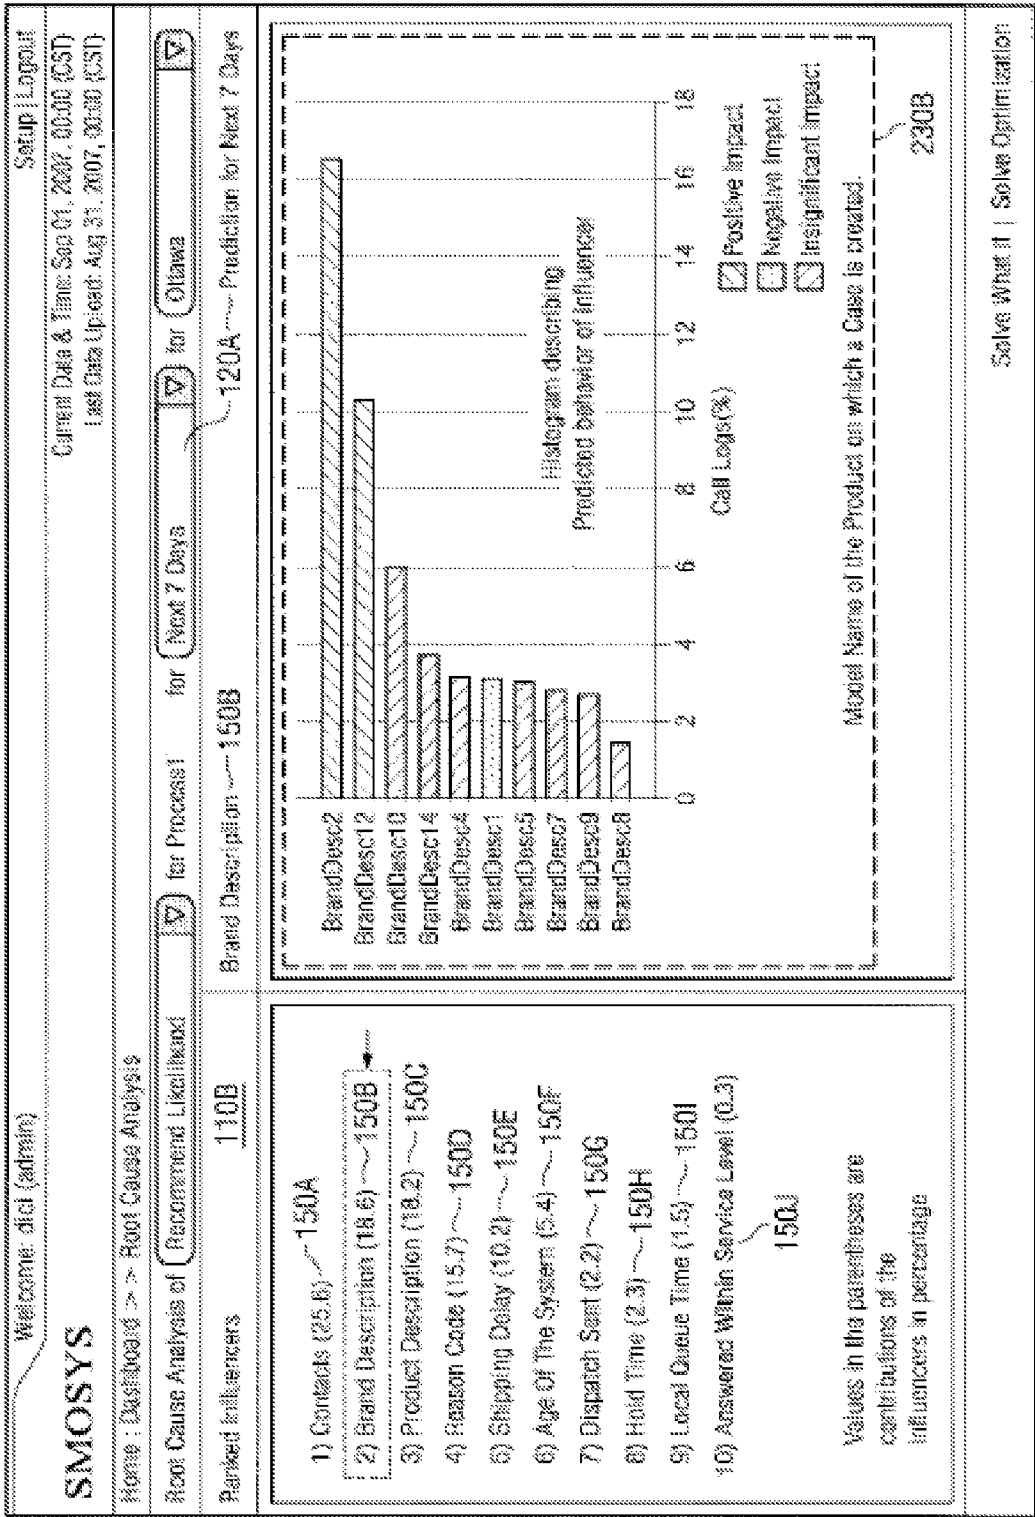 Welcome: dici (admin)
Setup | Logout
SMOSYS
Current Data & Time: Sep 01, 2007, 00:00 (CST)
Last Data Upload: Aug 31, 2007, 00:00 (CST)
Home : Dashboard > > Root Cause Analysis
Root Cause Analysis of Recommend Likelihood for Process1 for Next 7 Days for Ottawa
Ranked Influencers 110B
Brand Description 150B
120A Prediction for Next 7 Days
1) Contacts (25.6) 150A
2) Brand Description (18.6) 150B
3) Product Description (18.2) 150C
4) Reason Code (15.7) 150D
5) Shipping Delay (10.2) 150E
6) Age Of The System (5.4) 150F
7) Dispatch Sent (2.2) 150G
8) Hold Time (2.3) 150H
9) Local Queue Time (1.5) 150I
10) Answered Within Service Level (0.3)
150J
Values in the parentheses are
contributions of the
influencers in percentage
BrandDesc2
BrandDesc12
BrandDesc10
BrandDesc14
BrandDesc4
BrandDesc1
BrandDesc5
BrandDesc7
BrandDesc9
BrandDesc8
0 2 4 6 8 10 12 14 16 18
Histogram describing
Predicted behavior of influencer
Call Logs(%)
Positive Impact
Negative Impact
Insignificant Impact
Model Name of the Product on which a Case is created.
230B
Solve What If | Solve Optimization